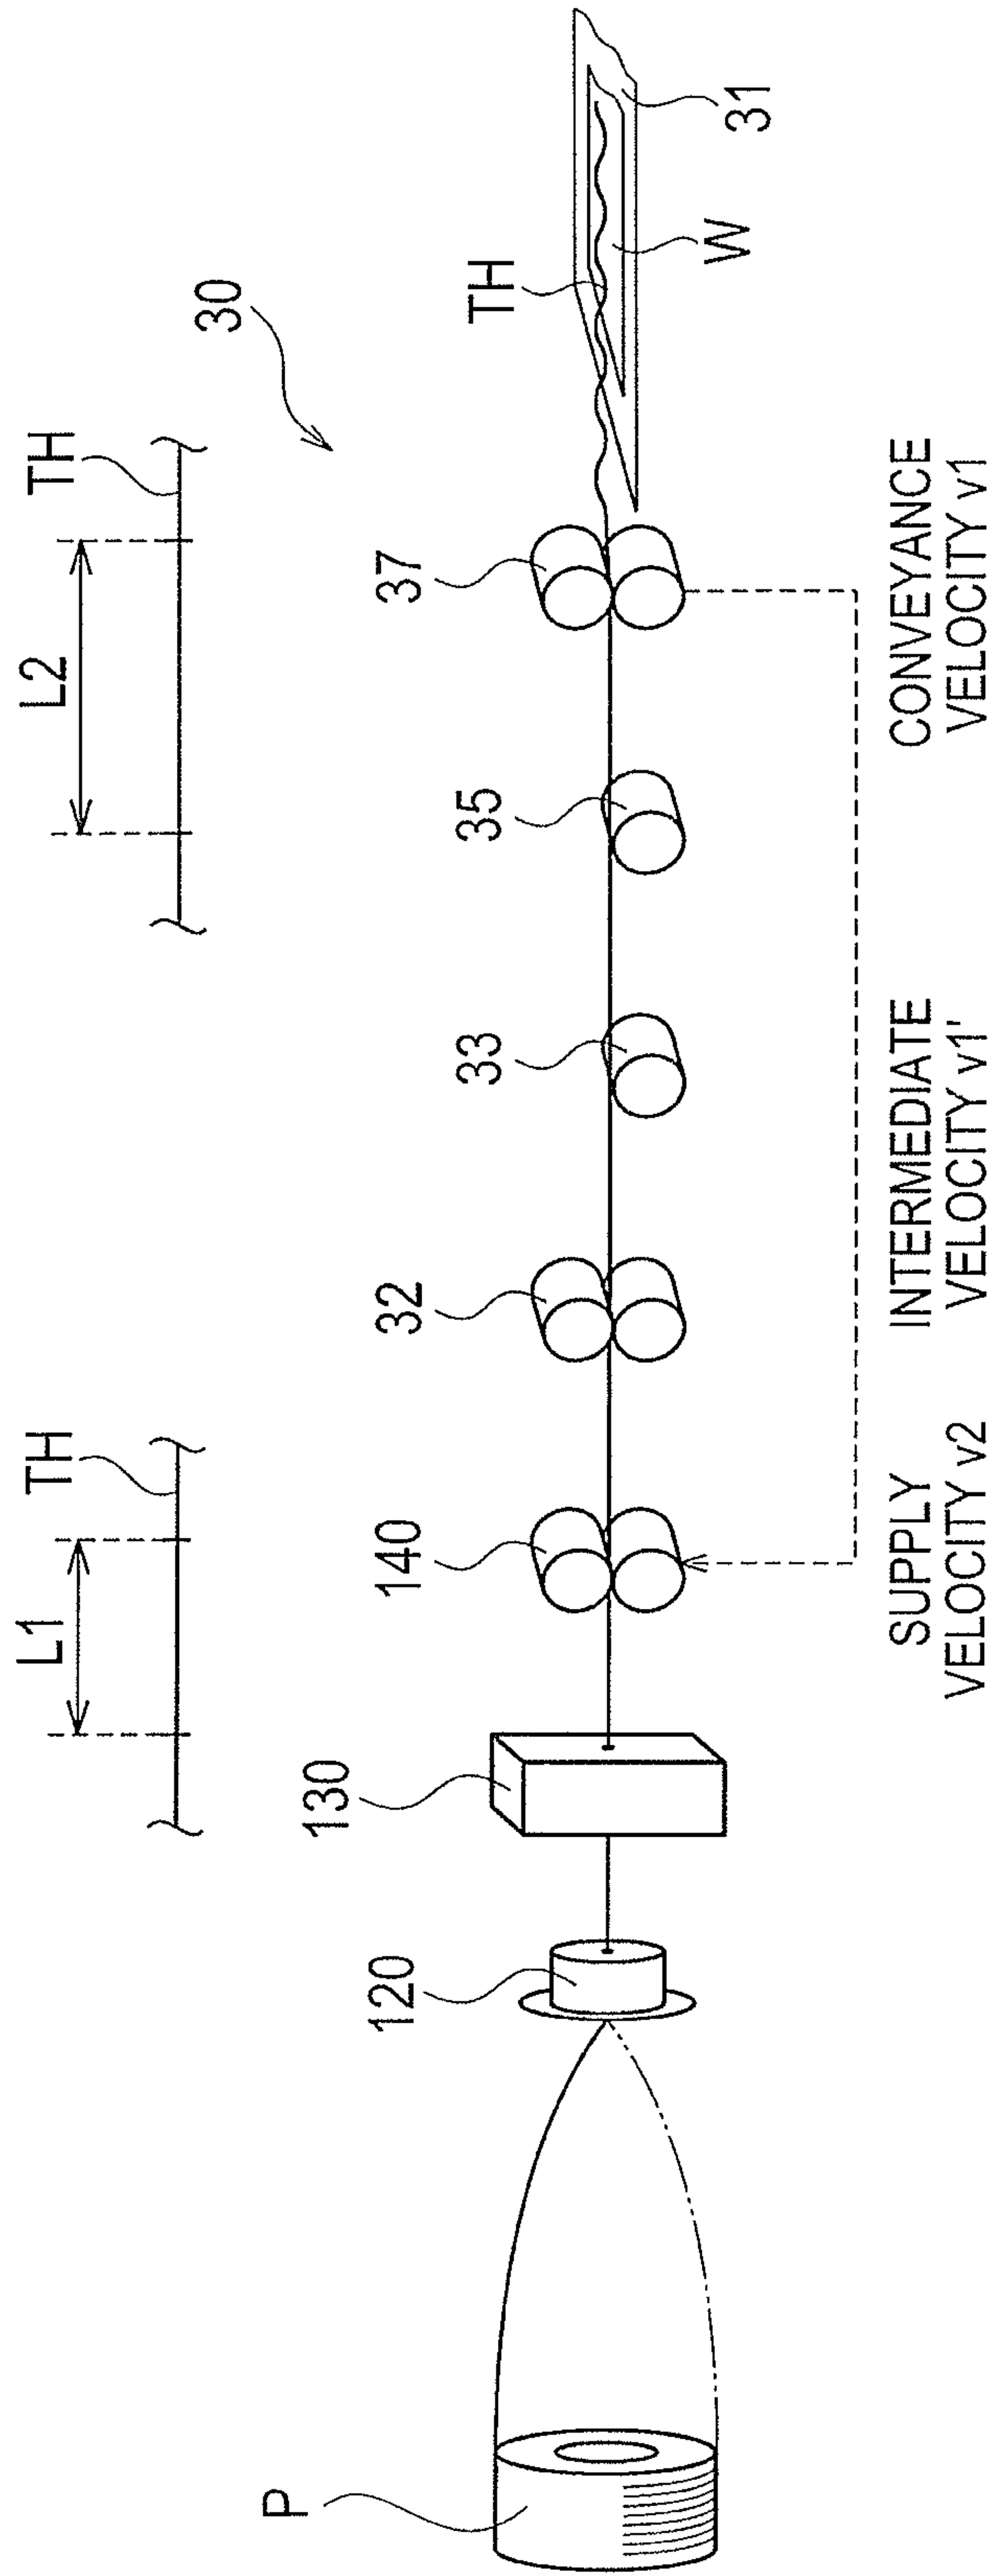 L1
TH
L2
TH
30
P
120
130
140
32
33
35
37
TH
W
31
SUPPLY
VELOCITY v2
INTERMEDIATE
VELOCITY v1'
CONVEYANCE
VELOCITY v1